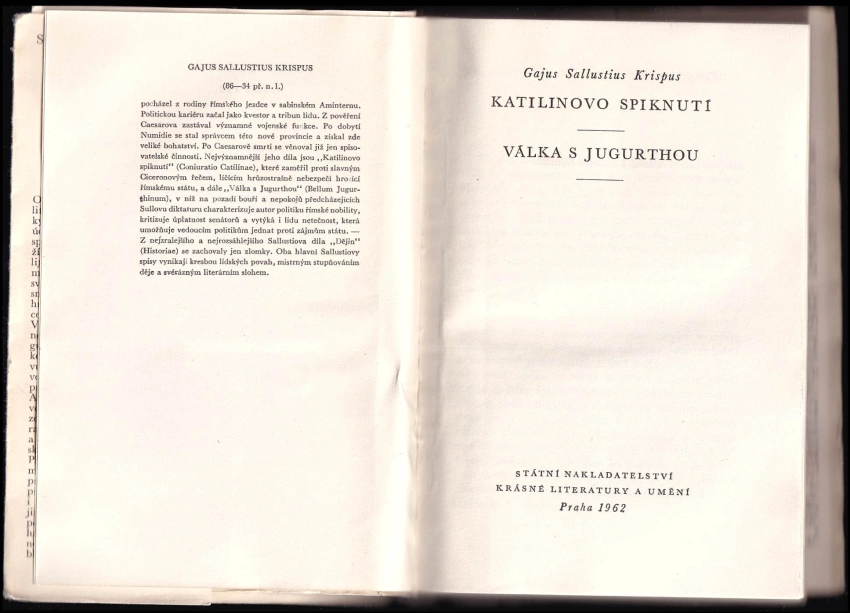 GAJUS SALLUSTIUS KRISPUS
(86—34 př. n. l.)
pocházel z rodiny římského jezdce v sabinském Aminternu.
Politickou kariéru začal jako kvestor a tribun lidu. Z pověření
Caesarova zastával významné vojenské funkce. Po dobytí
Numidie se stal správcem této nové provincie a získal zde
veliké bohatství. Po Caesarově smrti se věnoval již jen spiso-
vatelské činnosti. Nejvýznamnější jeho díla jsou „Katilinovo
spiknutí“ (Coniuratio Catilinae), které zaměřil proti slavným
Ciceronovým řečem, líčícím hrůzostrašně nebezpečí hrozící
římskému státu, a dále „Válka s Jugurthou“ (Bellum Jugur-
thinum), v níž na pozadí bouří a nepokojů předcházejících
Sullovu diktaturu charakterizuje autor politiku římské nobility,
kritizuje úplatnost senátorů a vytýká i lidu netečnost, která
umožňuje vedoucím politikům jednat proti zájmům státu. —
Z nejzralejšího a nejrozsáhlejšího Sallustiova díla „Dějin“
(Historiae) se zachovaly jen zlomky. Oba hlavní Sallustiovy
spisy vynikají kresbou lidských povah, mistrným stupňováním
děje a svérázným literárním slohem.
Gajus Sallustius Krispus
KATILINOVO SPIKNUTÍ
VÁLKA S JUGURTHOU
STÁTNÍ NAKLADATELSTVÍ
KRÁSNÉ LITERATURY A UMĚNÍ
Praha 1962